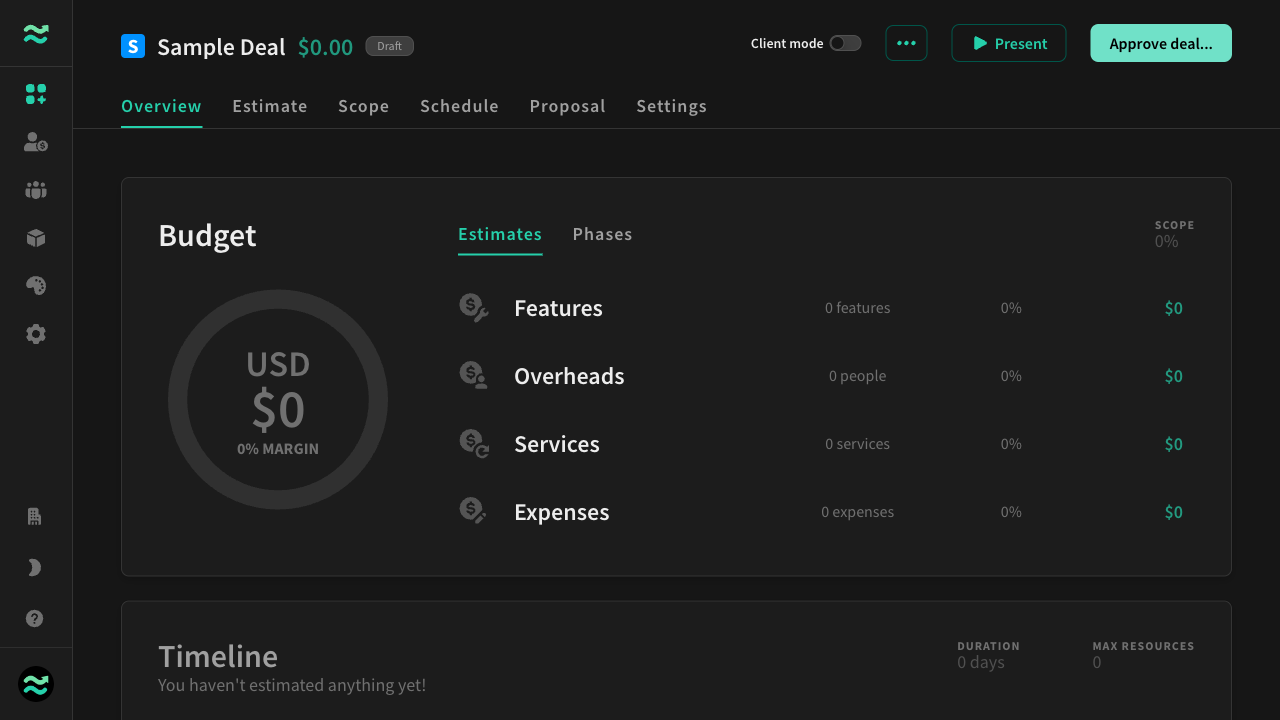 S Sample Deal $0.00 Draft
Client mode
Present
Approve deal...
Overview Estimate Scope Schedule Proposal Settings
Budget
Estimates Phases
SCOPE
0%
USD
$0
0% MARGIN
Features 0 features 0% $0
Overheads 0 people 0% $0
Services 0 services 0% $0
Expenses 0 expenses 0% $0
Timeline
You haven't estimated anything yet!
DURATION
0 days
MAX RESOURCES
0